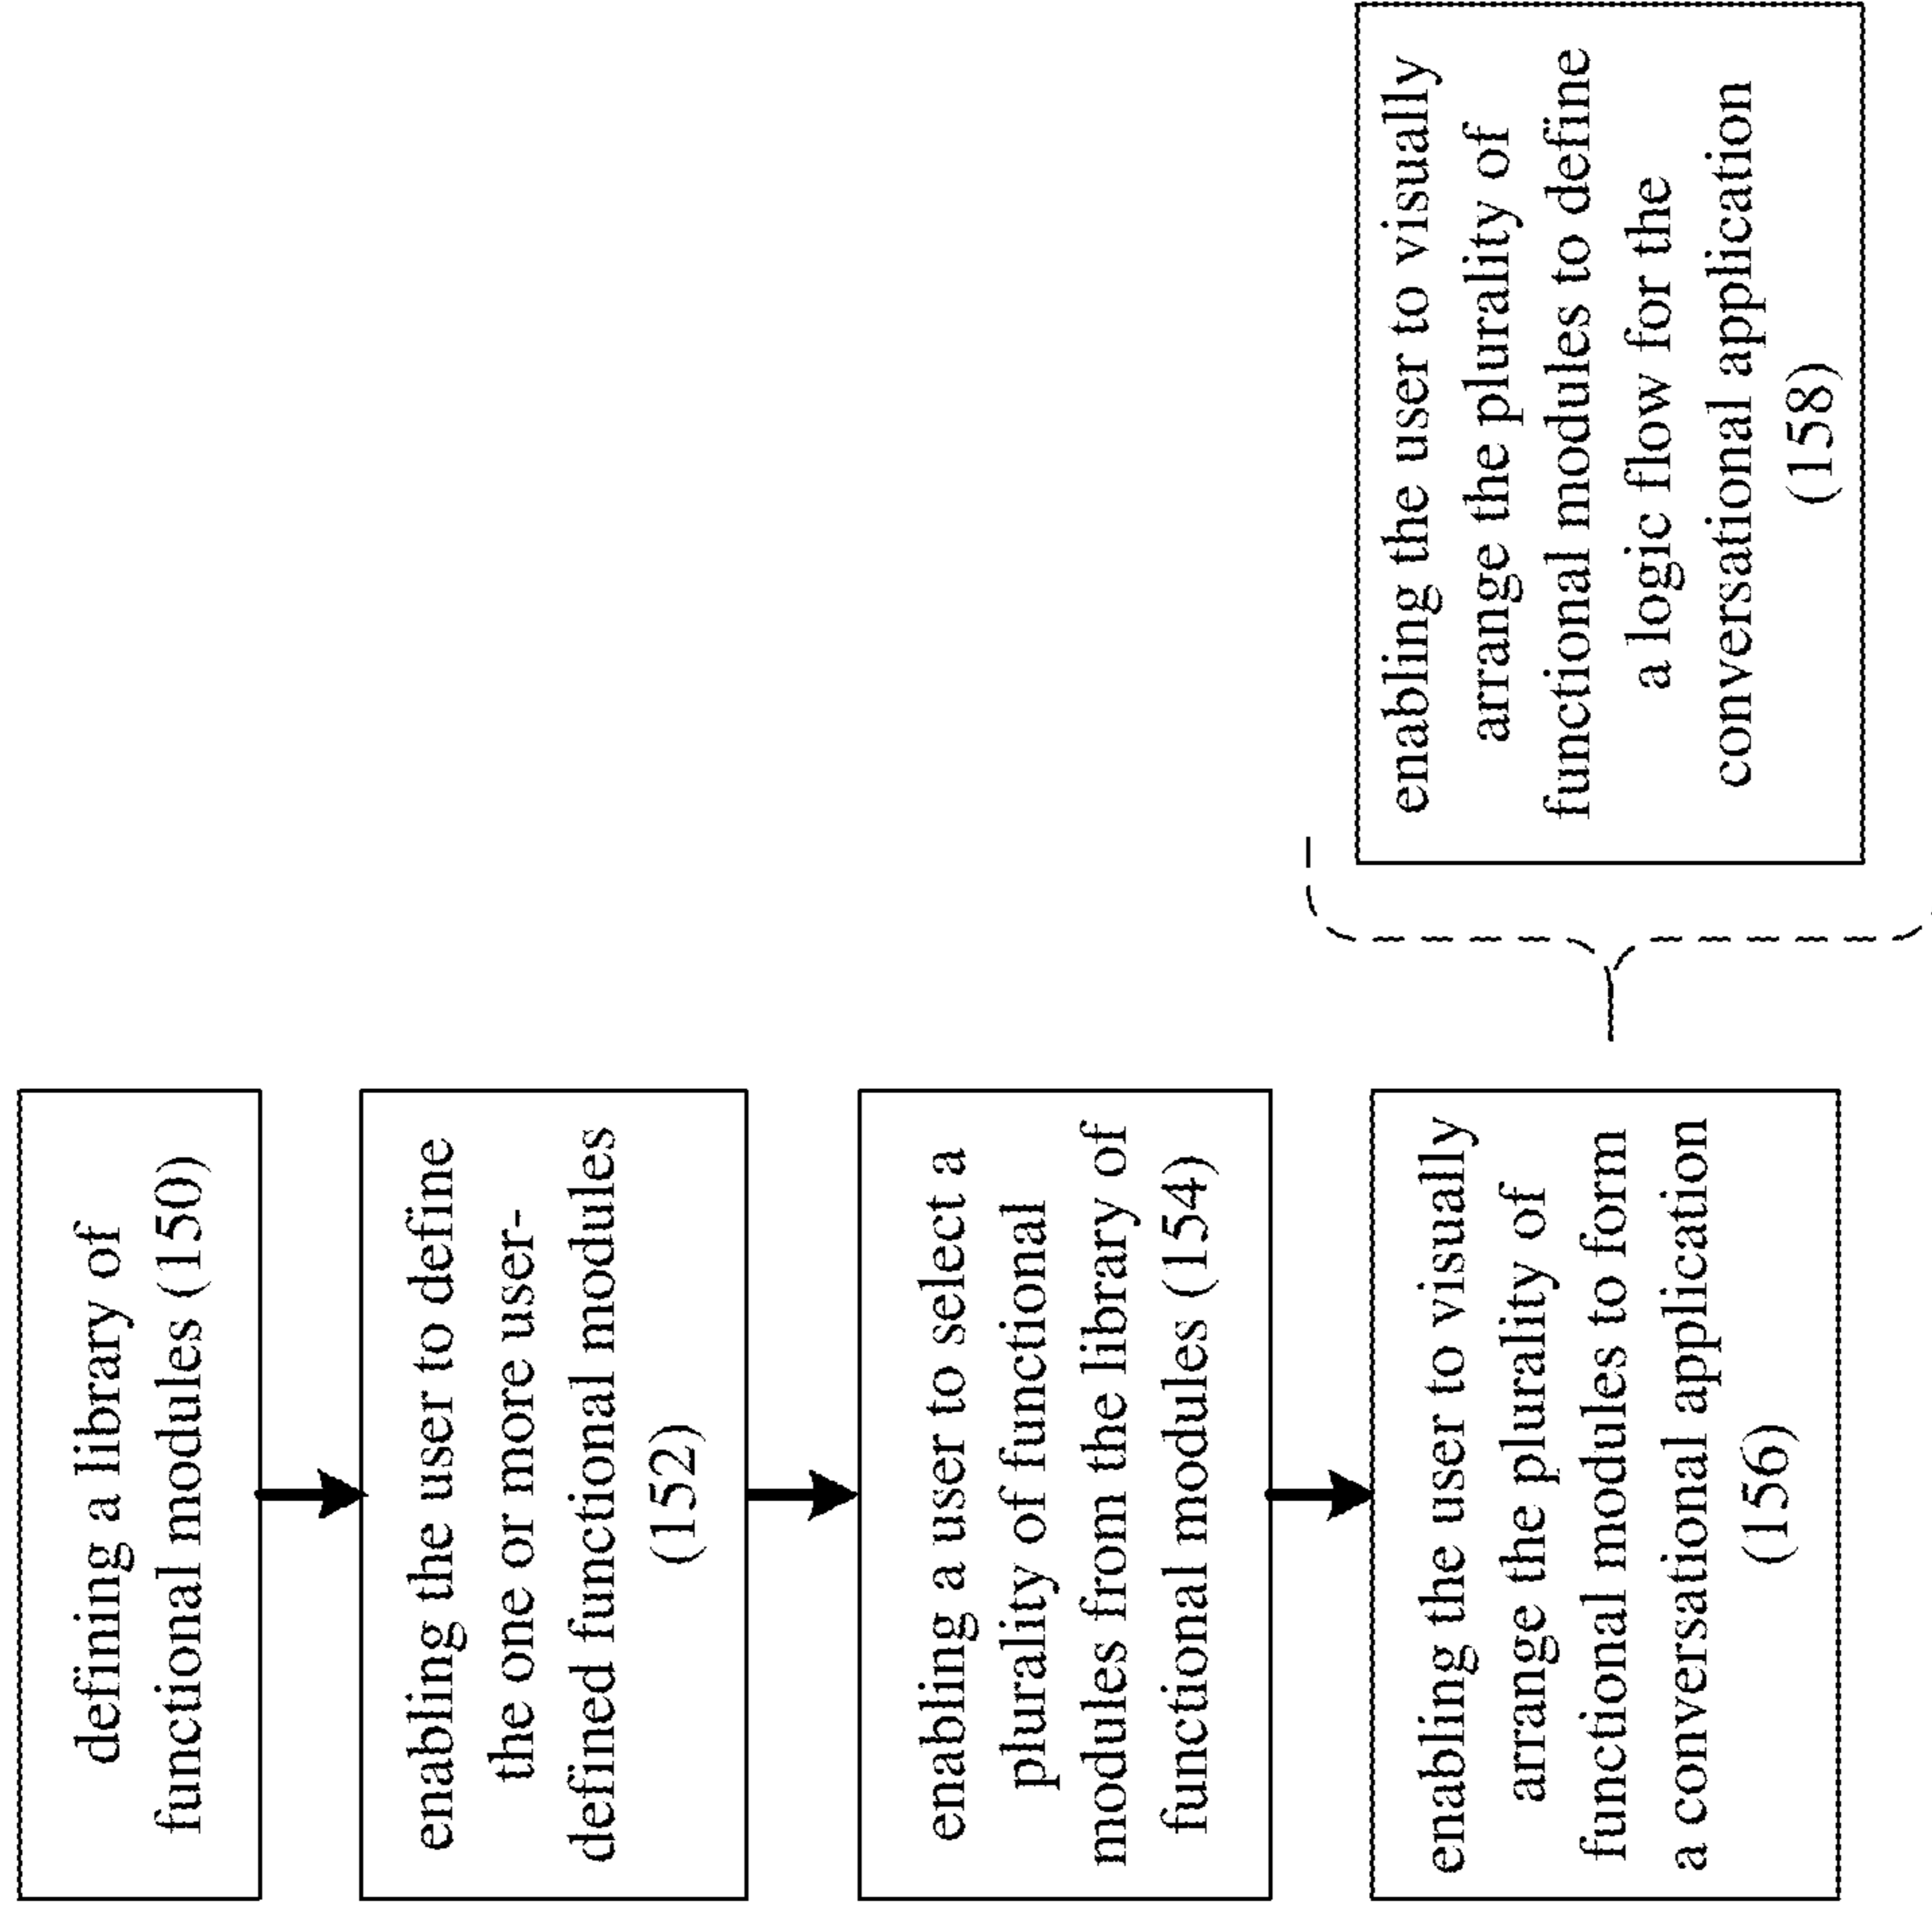 defining a library of
functional modules (150)
enabling the user to define
the one or more user-
defined functional modules
(152)
enabling a user to select a
plurality of functional
modules from the library of
functional modules (154)
enabling the user to visually
arrange the plurality of
functional modules to form
a conversational application
(156)
enabling the user to visually
arrange the plurality of
functional modules to define
a logic flow for the
conversational application
(158)